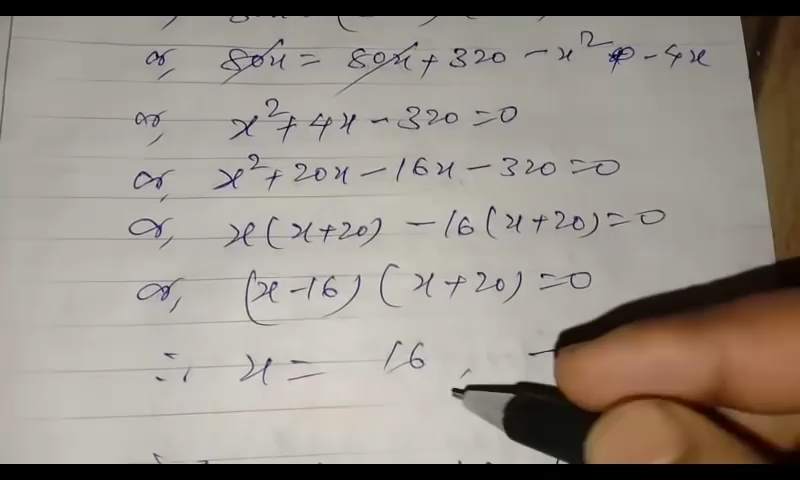 or, 80x = 80x + 320 - x² - 4x
or, x² + 4x - 320 = 0
or, x² + 20x - 16x - 320 = 0
or, x(x+20) - 16(x+20) = 0
or, (x-16)(x+20) = 0
∴ x = 16, -